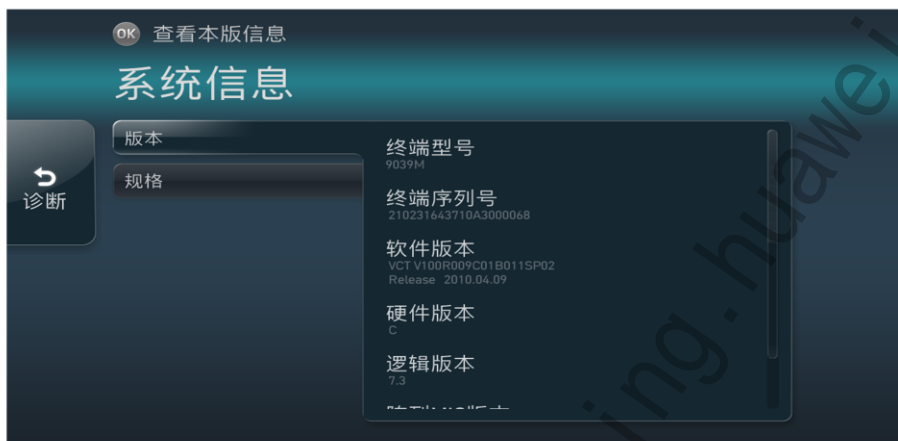 OK 查看本版信息
系统信息
诊断
版本
规格
终端型号
9039M
终端序列号
210231643710A3000068
软件版本
VCT V100R009C01B011SP02
Release 2010.04.09
硬件版本
C
逻辑版本
7.3
ing.huawei